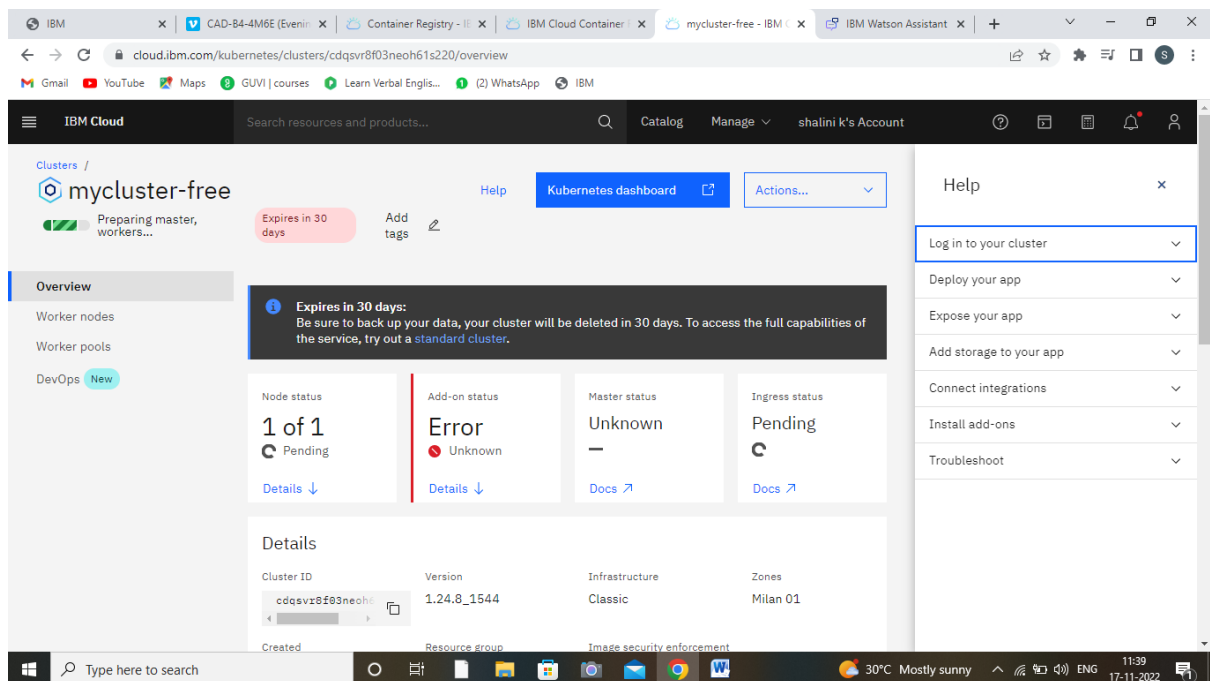 IBM
CAD-B4-4M6E (Evenin
Container Registry - IE
IBM Cloud Container F
mycluster-free - IBM C
IBM Watson Assistant
cloud.ibm.com/kubernetes/clusters/cdqsvr8f03neoh61s220/overview
S
Gmail
YouTube
Maps
GUVI | courses
Learn Verbal Englis...
(2) WhatsApp
IBM
IBM Cloud
Search resources and products...
Catalog
Manage
shalini k's Account
Clusters /
mycluster-free
Help
Kubernetes dashboard
Actions...
Preparing master,
workers...
Expires in 30
days
Add
tags
Overview
Worker nodes
Worker pools
DevOps New
Expires in 30 days:
Be sure to back up your data, your cluster will be deleted in 30 days. To access the full capabilities of
the service, try out a standard cluster.
Node status
1 of 1
Pending
Details
Add-on status
Error
Unknown
Details
Master status
Unknown
—
Docs
Ingress status
Pending
Docs
Details
Cluster ID
cdqsvr8f03neoh6
Version
1.24.8_1544
Infrastructure
Classic
Zones
Milan 01
Created
Resource group
Image security enforcement
Help
Log in to your cluster
Deploy your app
Expose your app
Add storage to your app
Connect integrations
Install add-ons
Troubleshoot
Type here to search
30°C Mostly sunny
ENG
11:39
17-11-2022